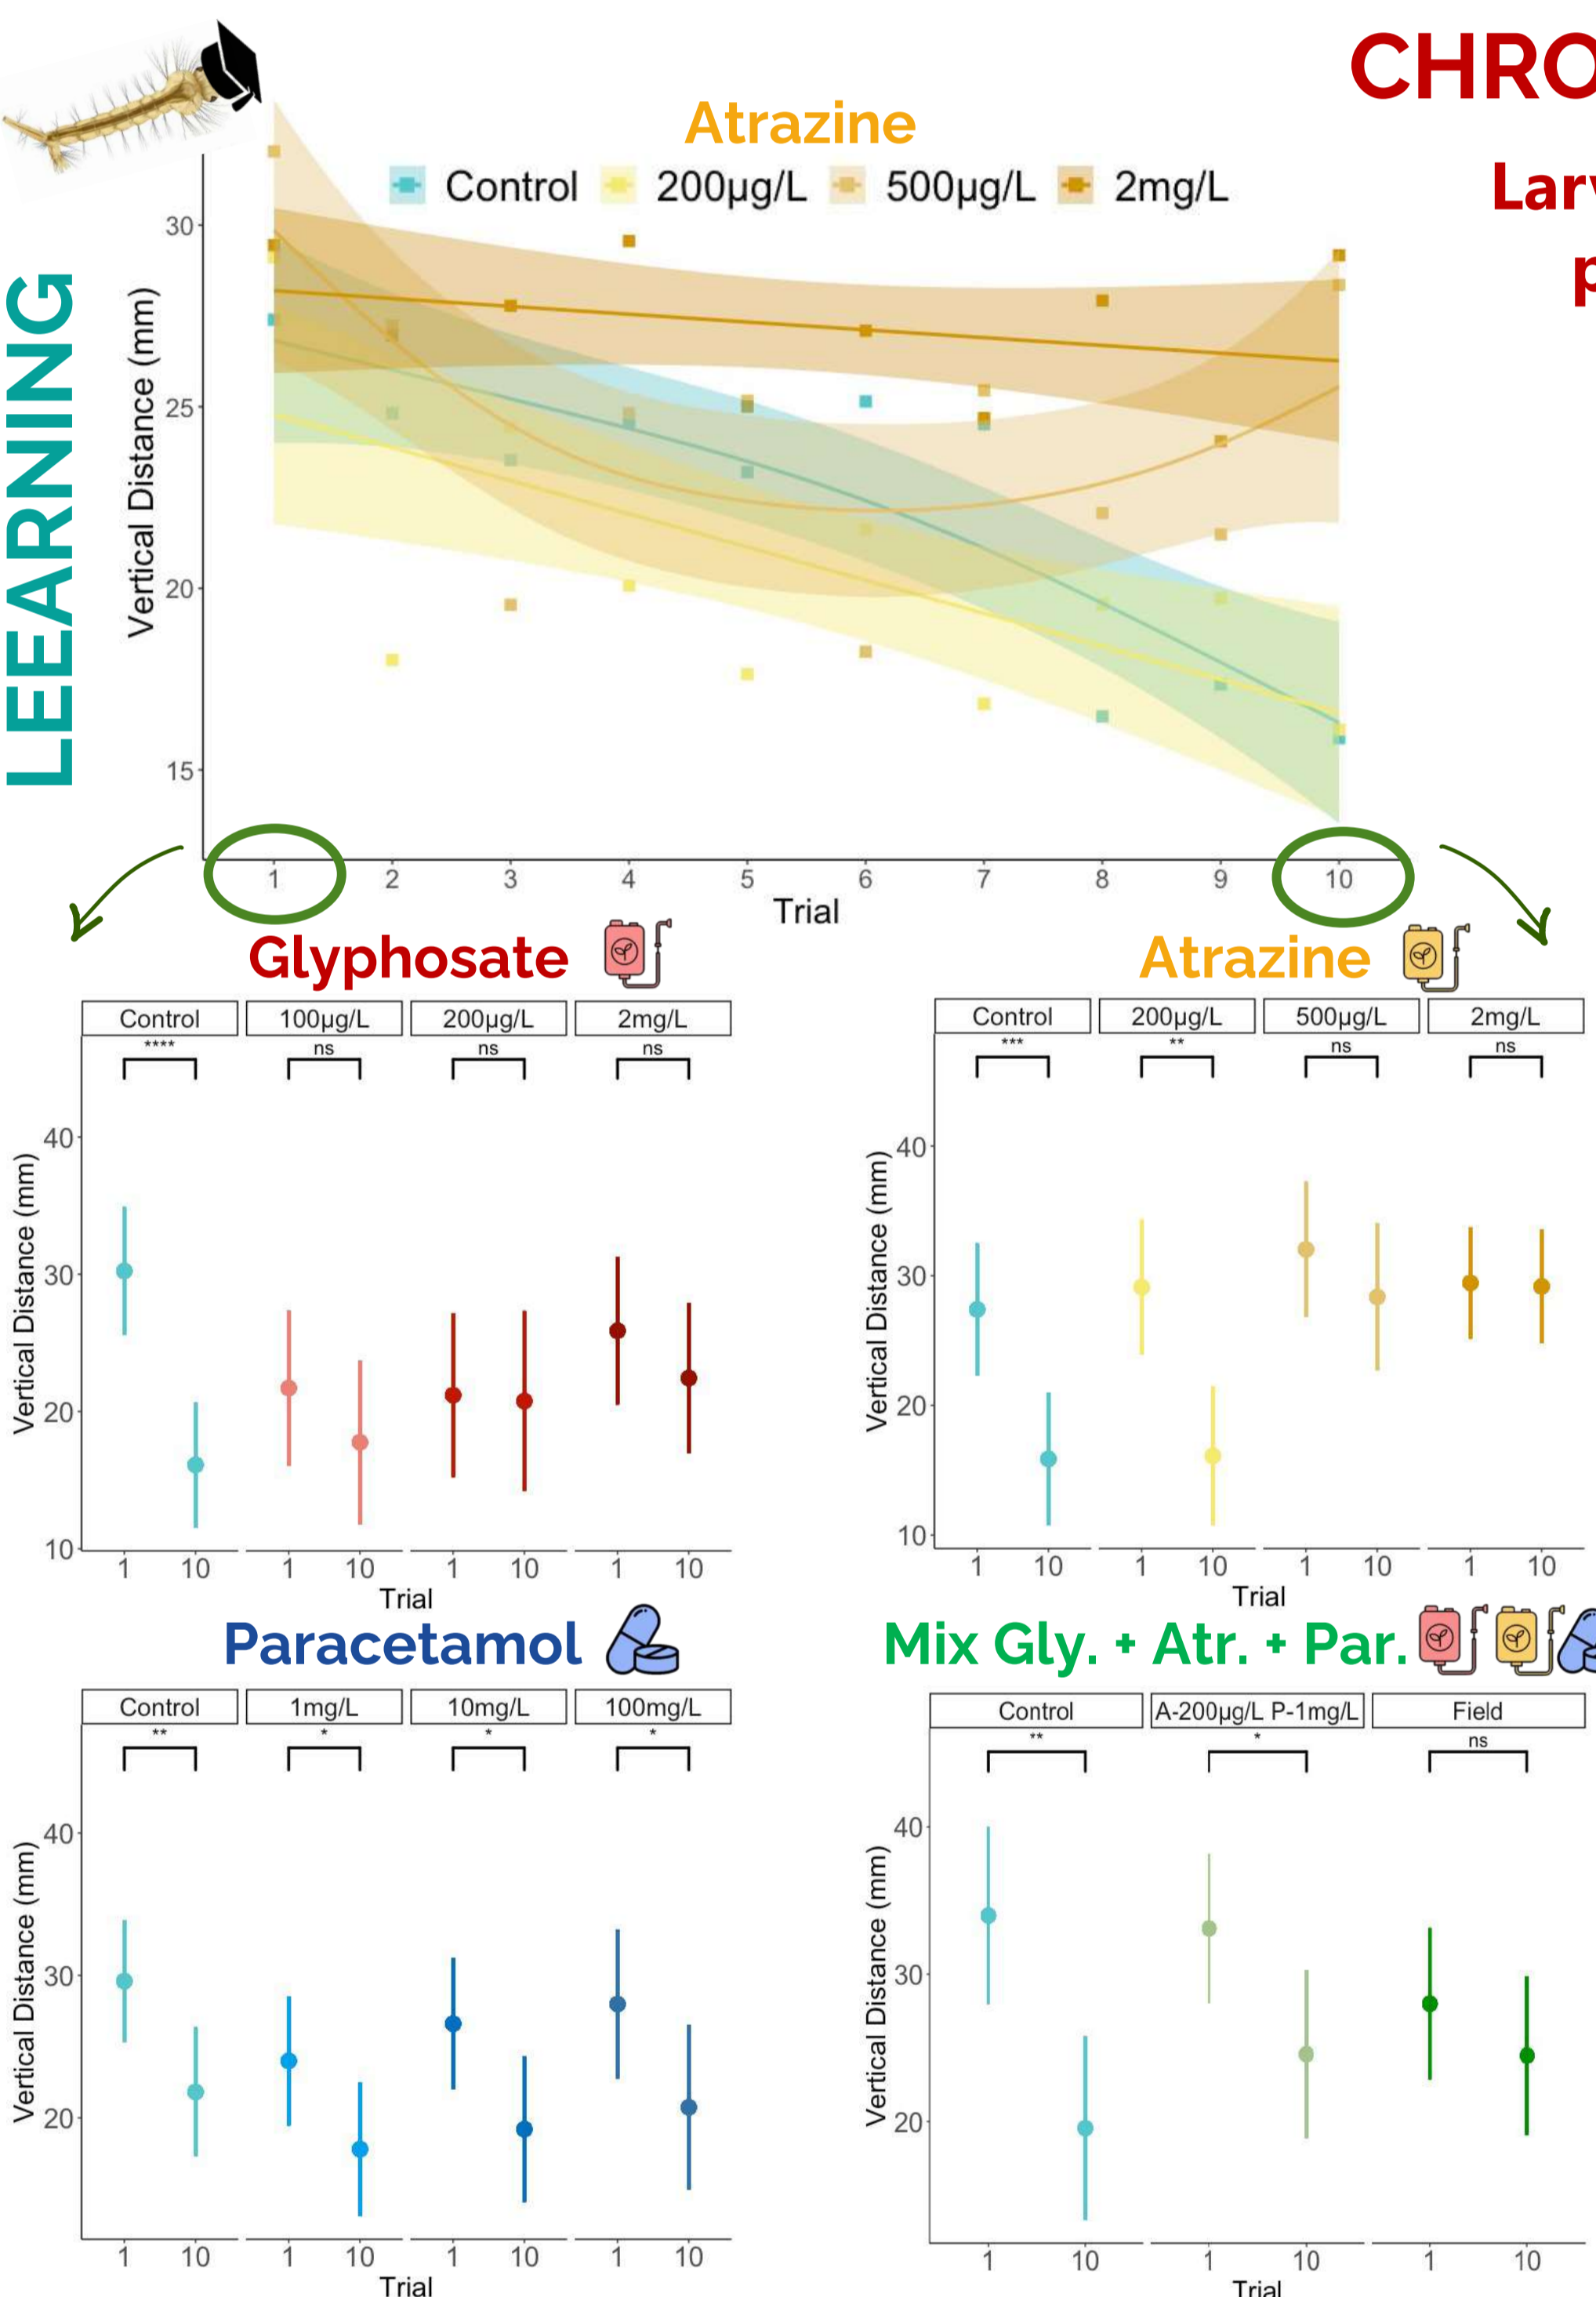 CHRO
Larv
p
LEEARNING
Atrazine
Control 200µg/L 500µg/L 2mg/L
Vertical Distance (mm)
30
25
20
15
1 2 3 4 5 6 7 8 9 10
Trial
Glyphosate
Control 100µg/L 200µg/L 2mg/L
**** ns ns ns
Vertical Distance (mm)
40
30
20
10
1 10 1 10 1 10 1 10
Trial
Atrazine
Control 200µg/L 500µg/L 2mg/L
*** ** ns ns
Vertical Distance (mm)
40
30
20
10
1 10 1 10 1 10 1 10
Trial
Paracetamol
Control 1mg/L 10mg/L 100mg/L
** * * *
Vertical Distance (mm)
40
30
20
1 10 1 10 1 10 1 10
Trial
Mix Gly. + Atr. + Par.
Control A-200µg/L P-1mg/L Field
** * ns
Vertical Distance (mm)
40
30
20
1 10 1 10 1 10
Trial